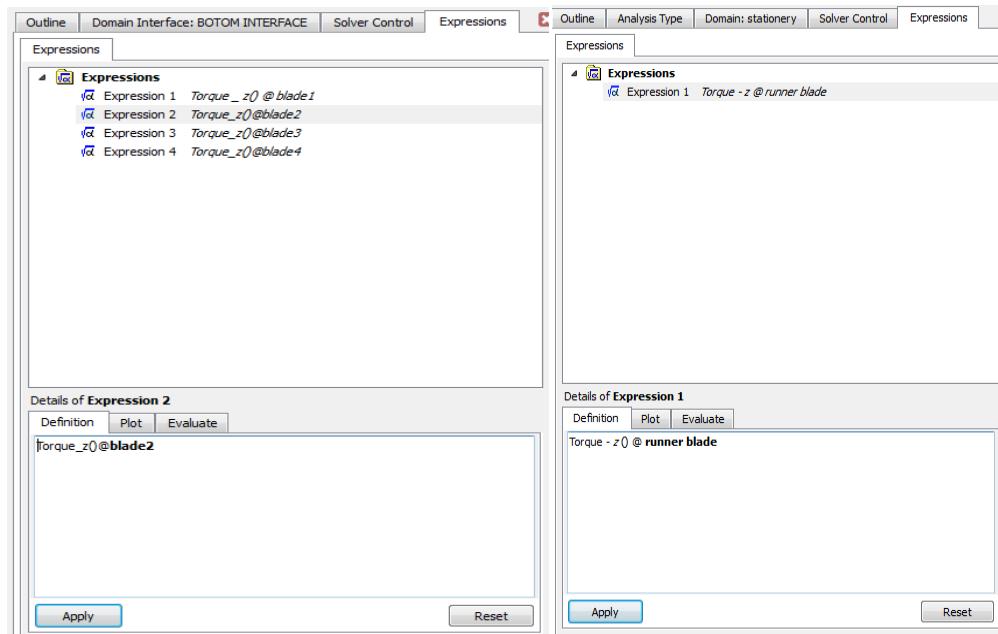 Outline Domain Interface: BOTOM INTERFACE Solver Control Expressions
Expressions
Expressions
Expression 1 Torque _ z() @ blade1
Expression 2 Torque_z()@blade2
Expression 3 Torque_z()@blade3
Expression 4 Torque_z()@blade4
Details of Expression 2
Definition Plot Evaluate
Torque_z()@blade2
Apply Reset
Outline Analysis Type Domain: stationery Solver Control Expressions
Expressions
Expressions
Expression 1 Torque - z @ runner blade
Details of Expression 1
Definition Plot Evaluate
Torque - z () @ runner blade
Apply Reset